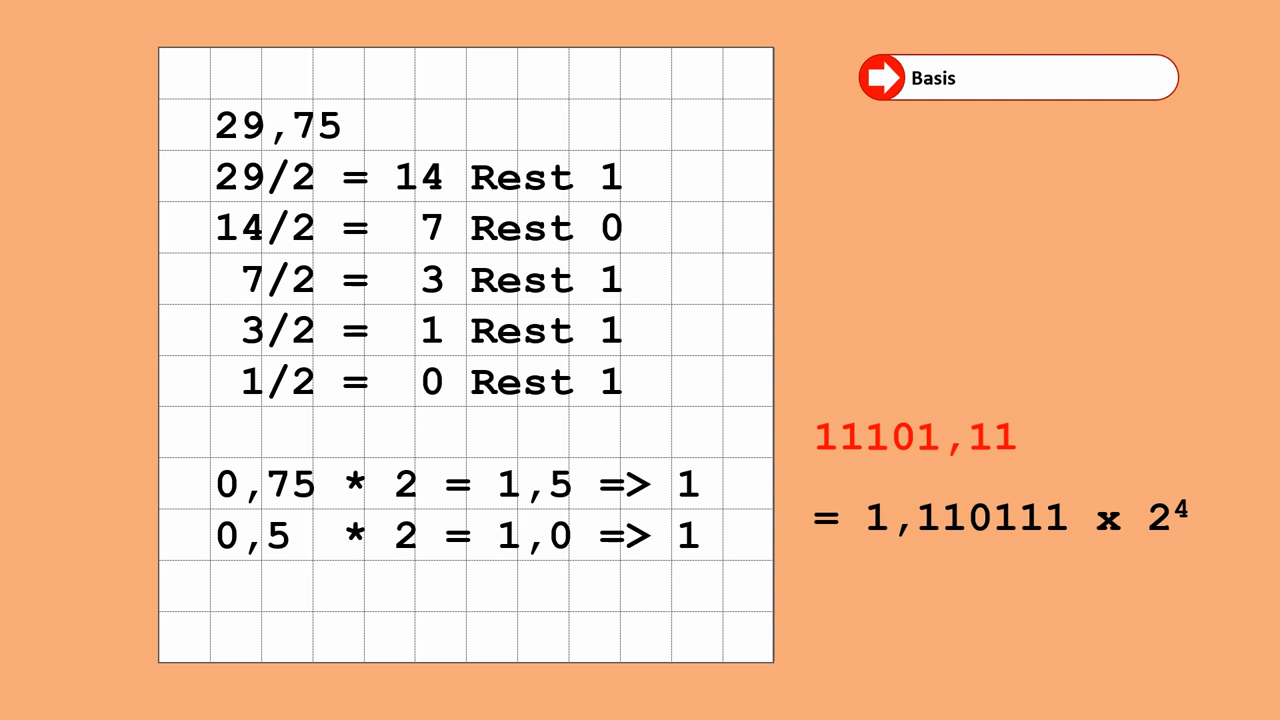 29,75
29/2 = 14 Rest 1
14/2 = 7 Rest 0
7/2 = 3 Rest 1
3/2 = 1 Rest 1
1/2 = 0 Rest 1
0,75 * 2 = 1,5 => 1
0,5 * 2 = 1,0 => 1
Basis
11101,11
= 1,110111 x 2⁴